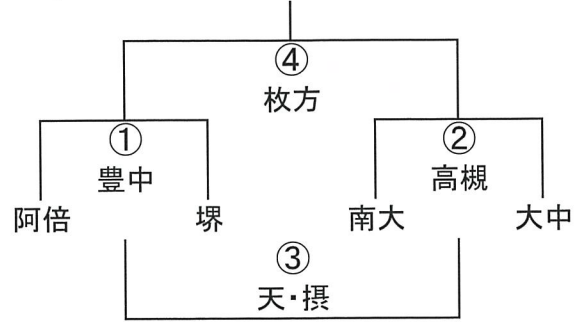 ④
枚方
①
豊中
②
高槻
阿倍
堺
南大
大中
③
天・摂